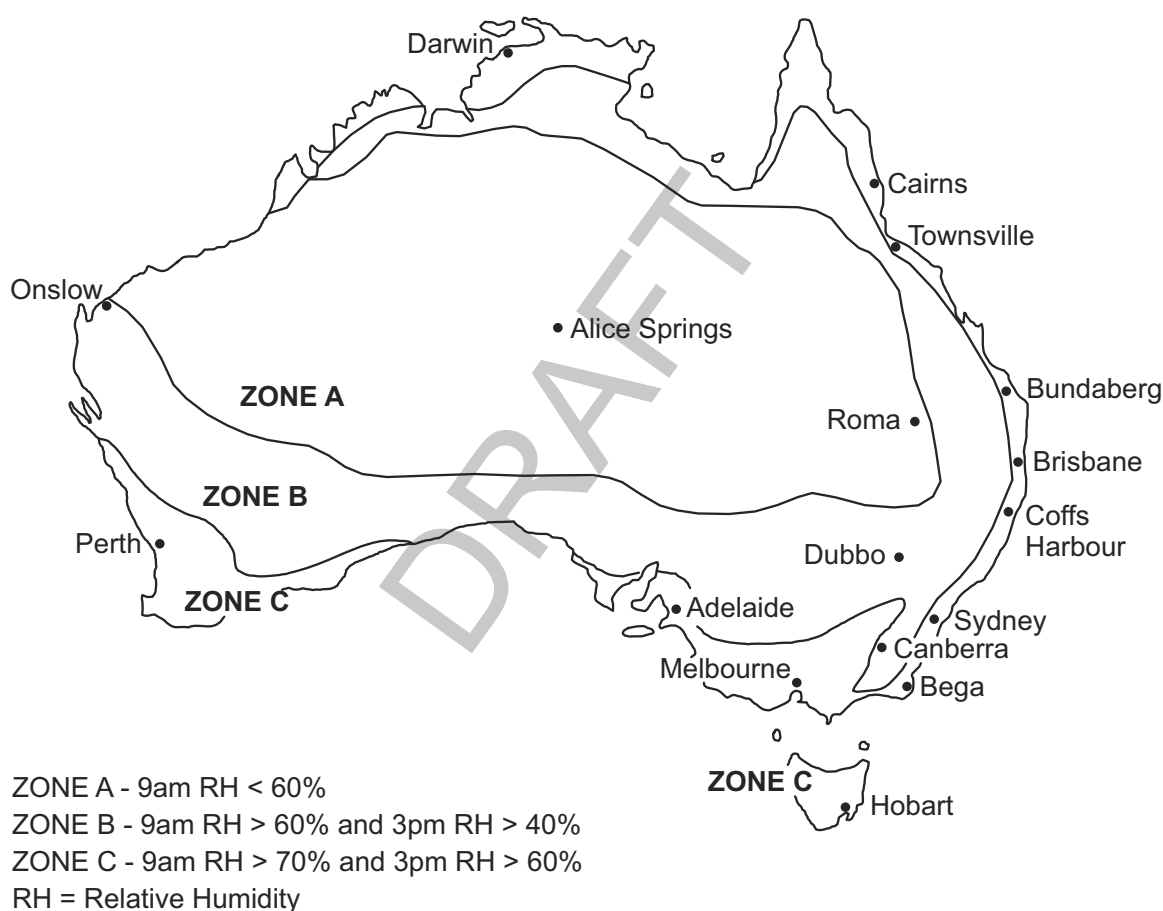 Darwin
Cairns
Townsville
Onslow
Alice Springs
ZONE A
Bundaberg
Roma
Brisbane
ZONE B
Coffs
Harbour
Perth
Dubbo
ZONE C
Adelaide
Sydney
Canberra
Melbourne
Bega
DRAFT
ZONE C
Hobart
ZONE A - 9am RH < 60%
ZONE B - 9am RH > 60% and 3pm RH > 40%
ZONE C - 9am RH > 70% and 3pm RH > 60%
RH = Relative Humidity